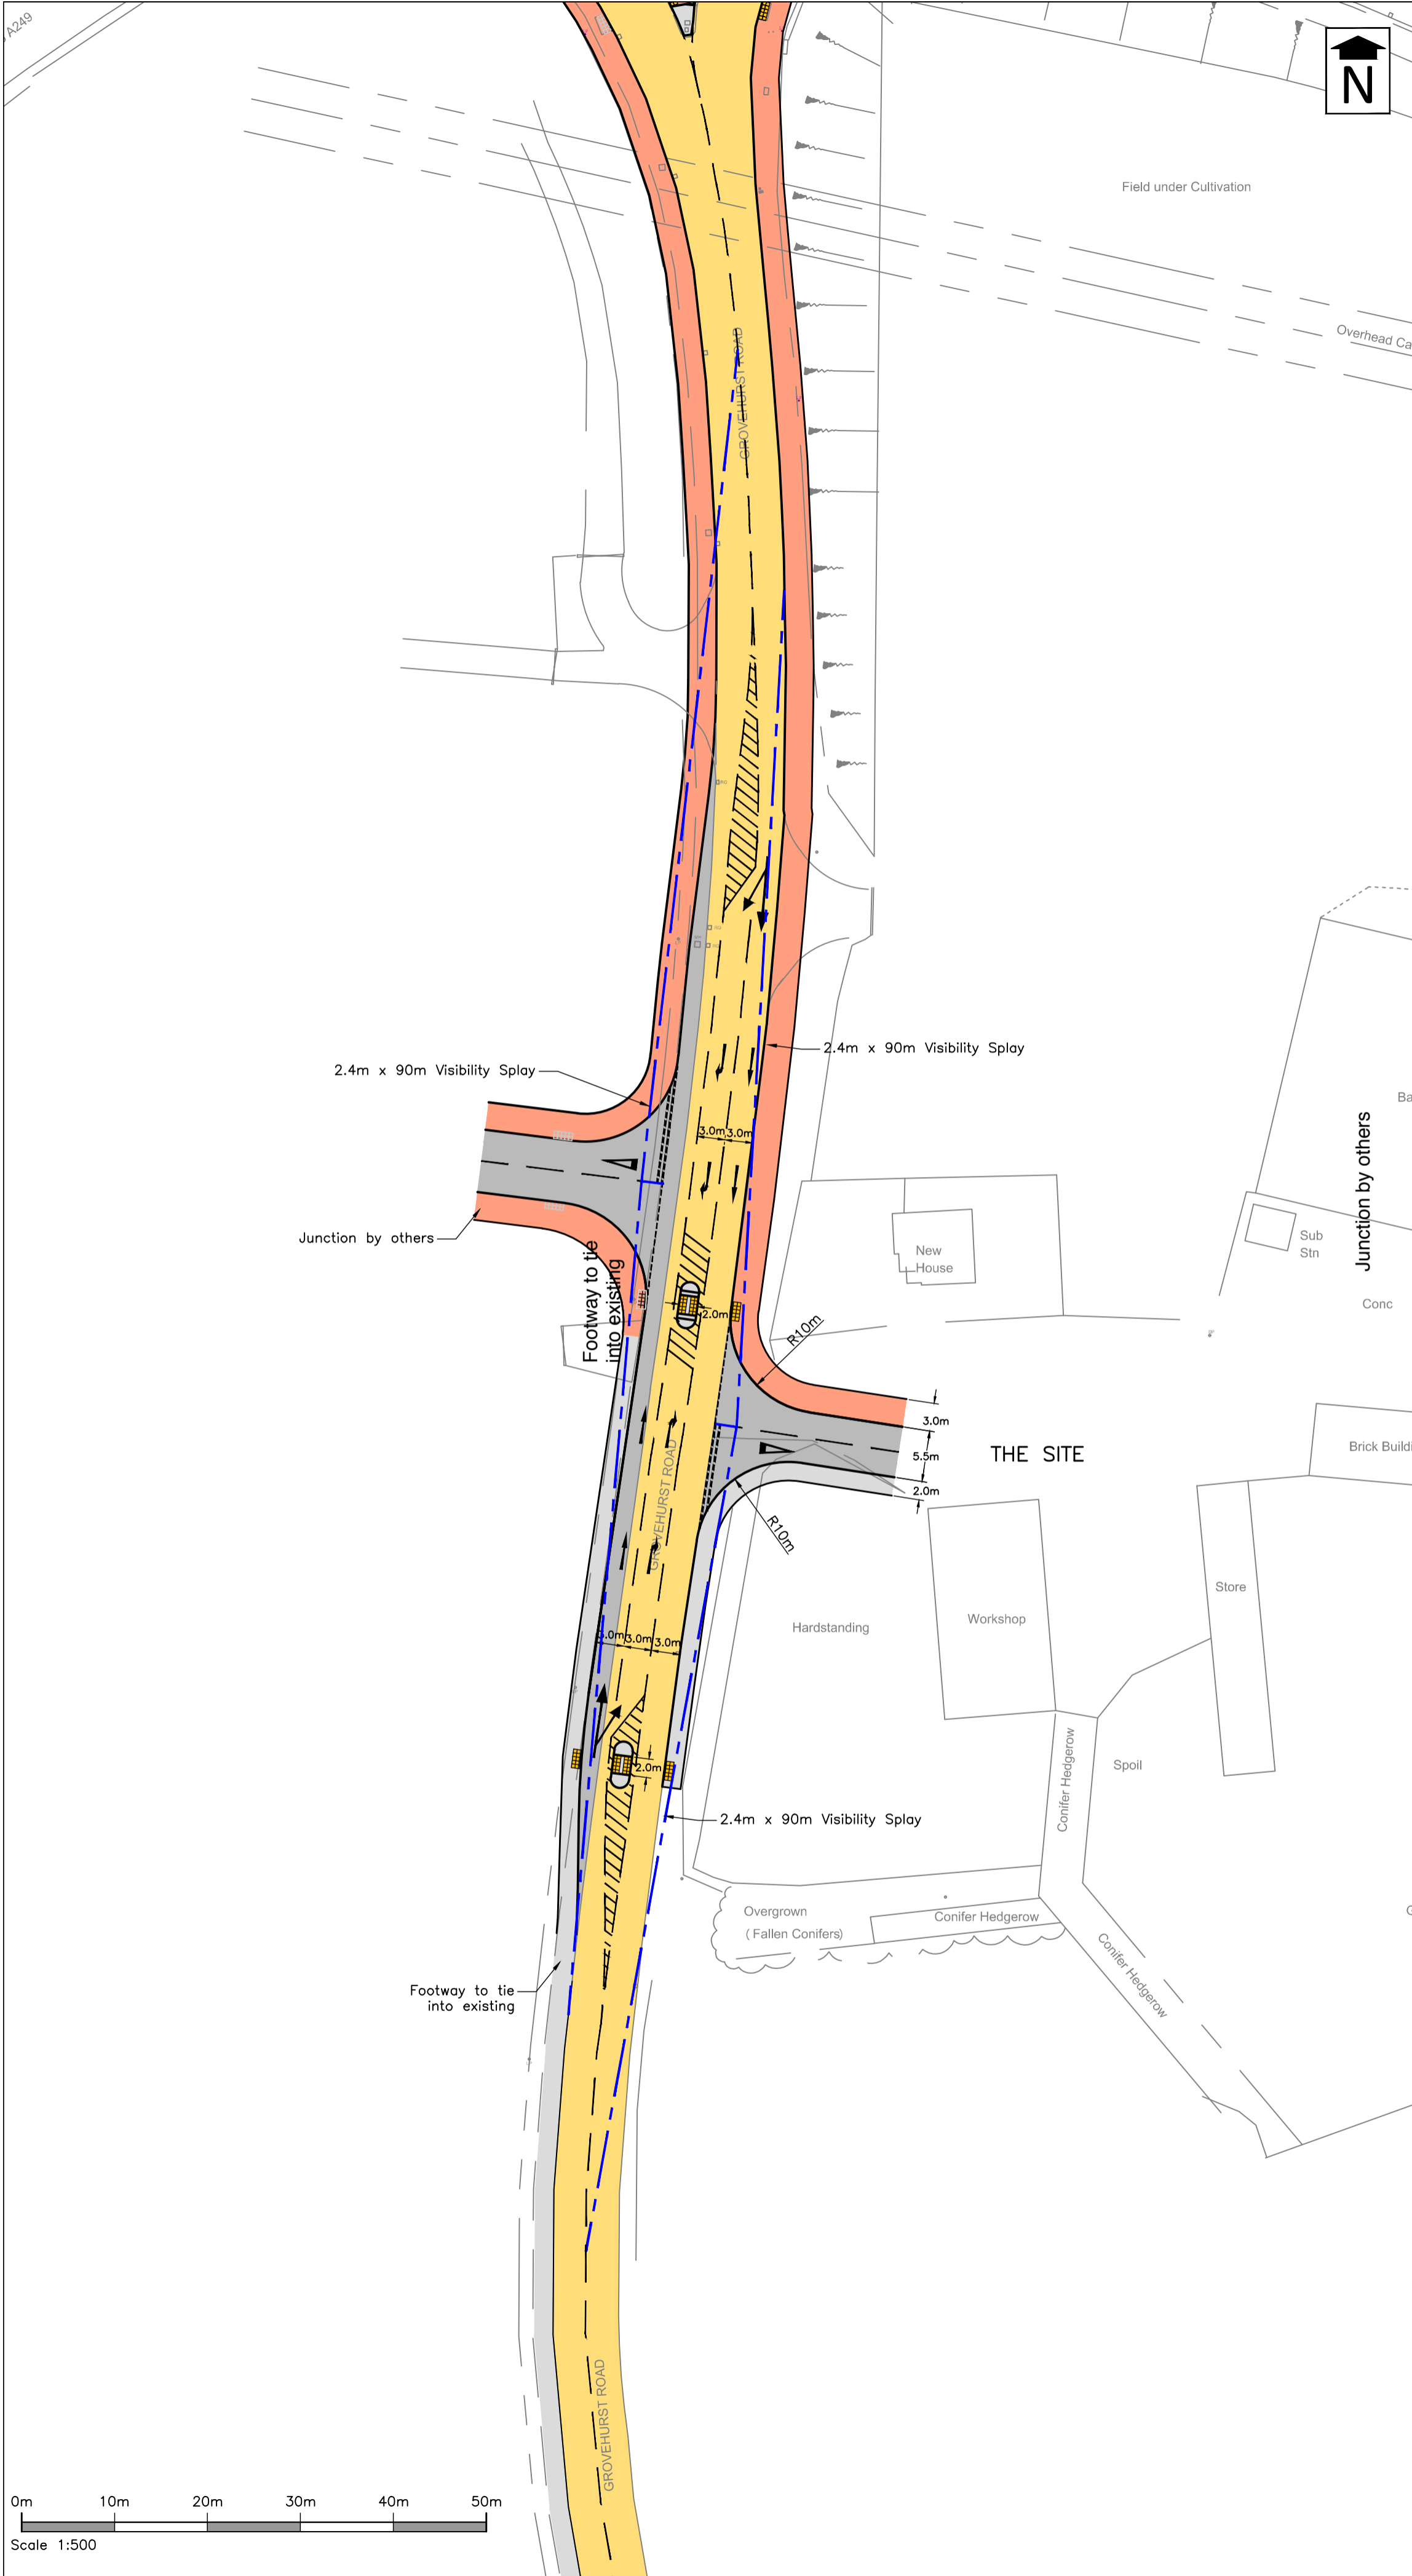 A249
N
Field under Cultivation
Overhead Ca
GROVEHURST ROAD
2.4m x 90m Visibility Splay
2.4m x 90m Visibility Splay
Ba
3.0m
3.0m
Junction by others
Junction by others
Footway to tie
into existing
New
House
Sub
Stn
Conc
2.0m
R10m
3.0m
5.5m
2.0m
THE SITE
Brick Buildi
GROVEHURST ROAD
R10m
Store
Workshop
Hardstanding
3.0m
3.0m
3.0m
2.0m
Conifer Hedgerow
Spoil
2.4m x 90m Visibility Splay
Overgrown
( Fallen Conifers)
Conifer Hedgerow
Conifer Hedgerow
Footway to tie
into existing
GROVEHURST ROAD
0m 10m 20m 30m 40m 50m
Scale 1:500